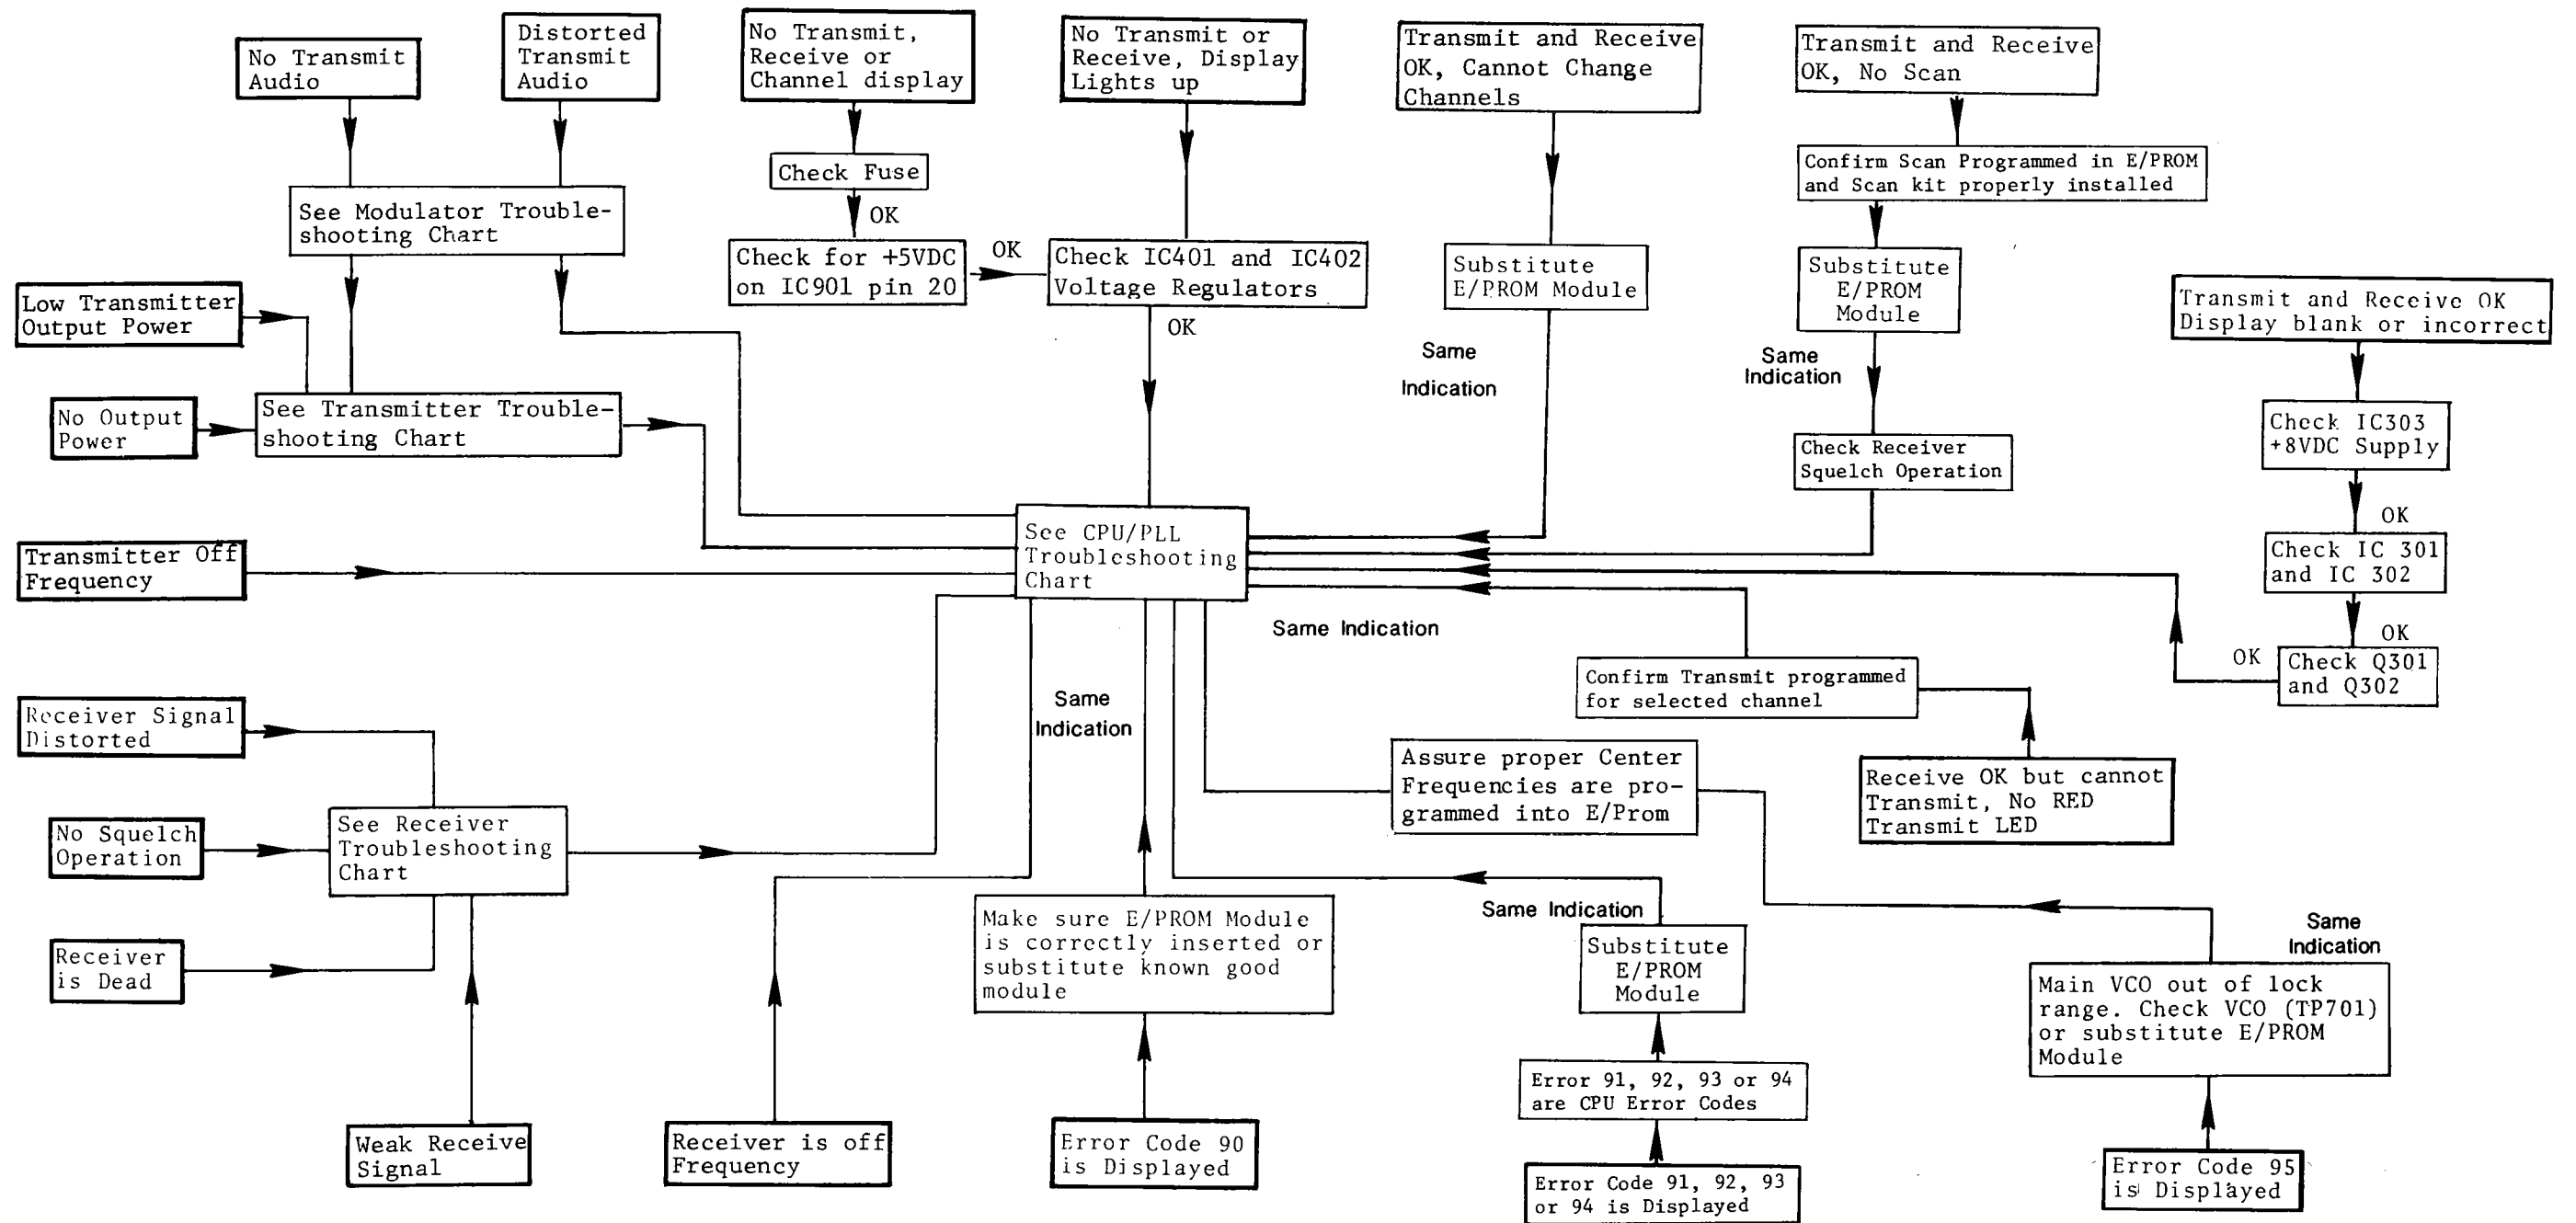 No Transmit
Audio
Distorted
Transmit
Audio
No Transmit,
Receive or
Channel display
No Transmit or
Receive, Display
Lights up
Transmit and Receive
OK, Cannot Change
Channels
Transmit and Receive
OK, No Scan
Check Fuse
OK
Confirm Scan Programmed in E/PROM
and Scan kit properly installed
See Modulator Trouble-
shooting Chart
Check for +5VDC
on IC901 pin 20
OK
Check IC401 and IC402
Voltage Regulators
OK
Substitute
E/PROM Module
Same
Indication
Substitute
E/PROM
Module
Same
Indication
Transmit and Receive OK
Display blank or incorrect
Low Transmitter
Output Power
No Output
Power
See Transmitter Trouble-
shooting Chart
Check Receiver
Squelch Operation
Check IC303
+8VDC Supply
OK
Check IC 301
and IC 302
OK
Check Q301
and Q302
OK
Transmitter Off
Frequency
See CPU/PLL
Troubleshooting
Chart
Same Indication
Confirm Transmit programmed
for selected channel
Receive OK but cannot
Transmit, No RED
Transmit LED
Receiver Signal
Distorted
No Squelch
Operation
See Receiver
Troubleshooting
Chart
Receiver
is Dead
Weak Receive
Signal
Receiver is off
Frequency
Same
Indication
Make sure E/PROM Module
is correctly inserted or
substitute known good
module
Error Code 90
is Displayed
Assure proper Center
Frequencies are pro-
grammed into E/Prom
Same Indication
Substitute
E/PROM
Module
Error 91, 92, 93 or 94
are CPU Error Codes
Error Code 91, 92, 93
or 94 is Displayed
Same
Indication
Main VCO out of lock
range. Check VCO (TP701)
or substitute E/PROM
Module
Error Code 95
is Displayed